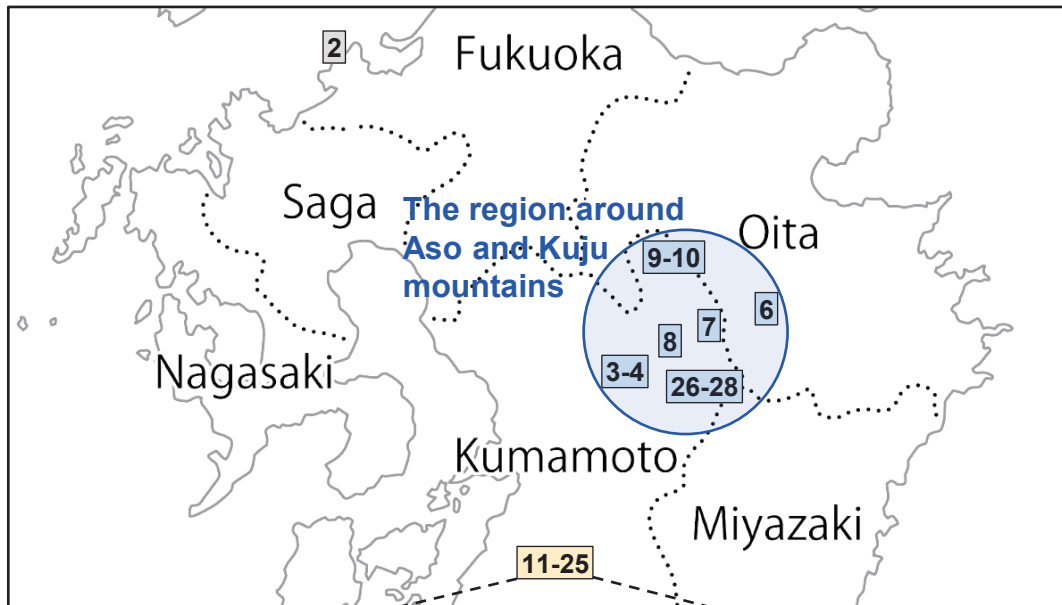 2
Fukuoka
Saga
The region around
Aso and Kuju
mountains
Oita
9-10
6
7
8
3-4
26-28
Nagasaki
Kumamoto
Miyazaki
11-25